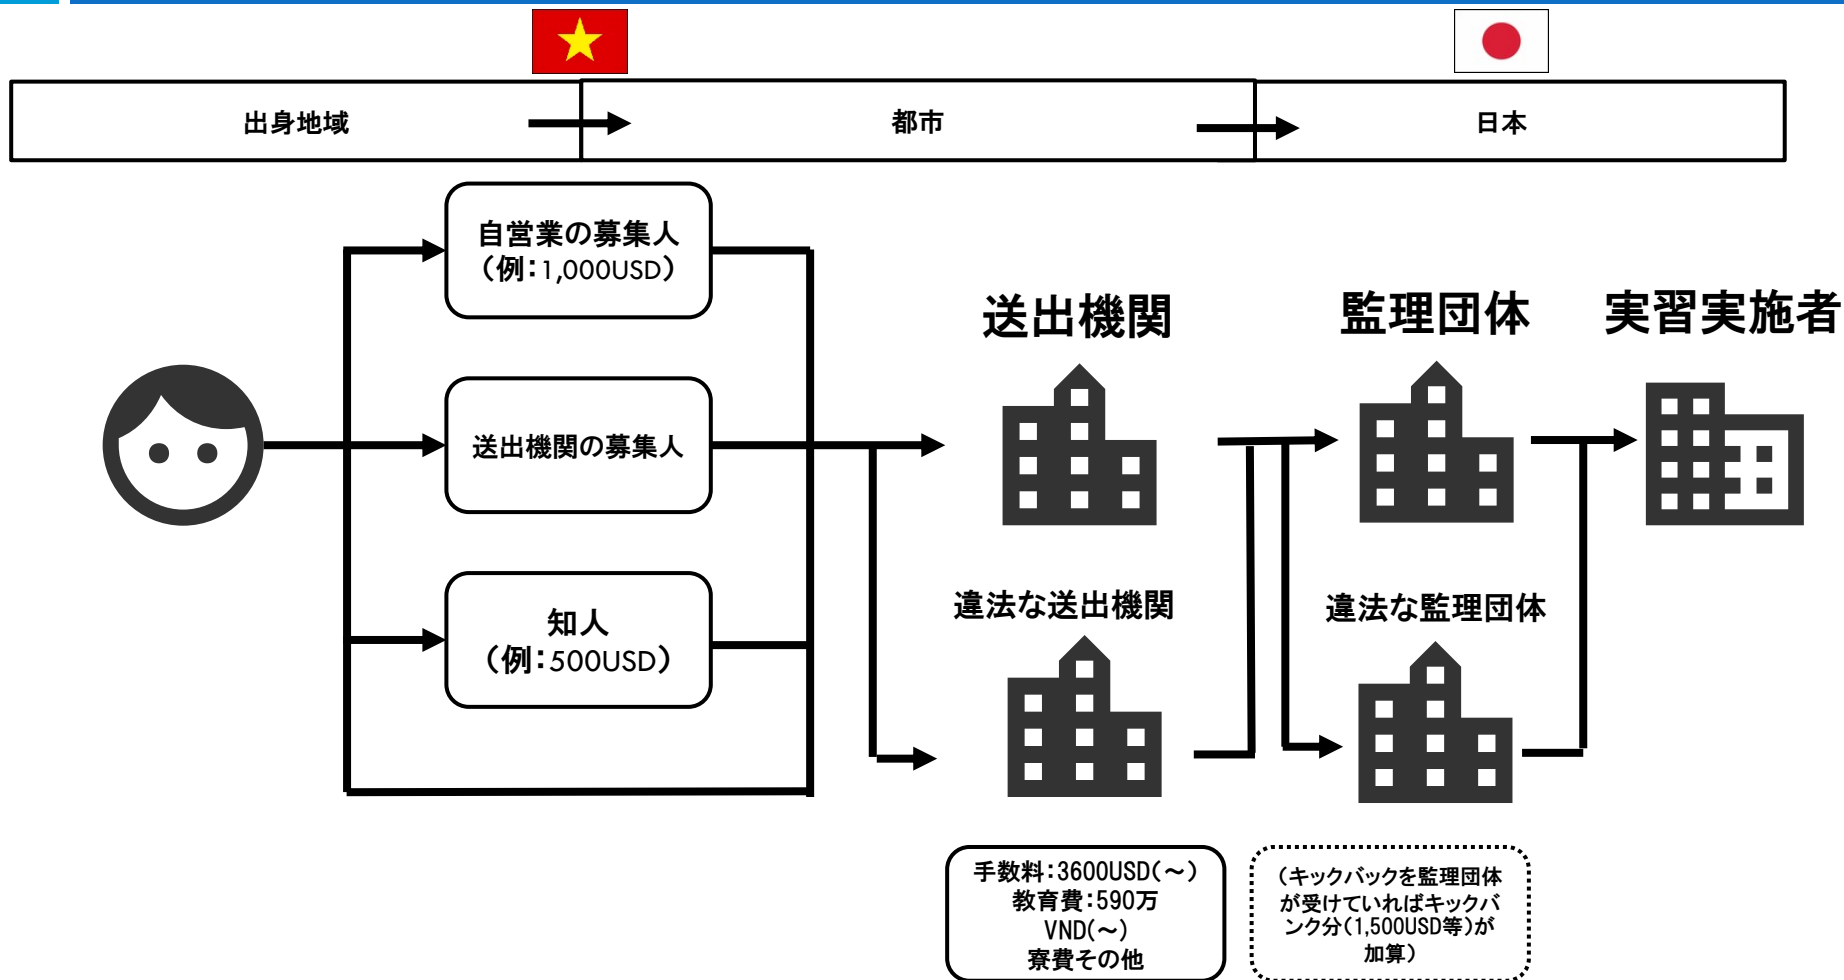 出身地域
都市
日本
自営業の募集人
（例：1,000USD）
送出機関の募集人
知人
（例：500USD）
送出機関
監理団体
実習実施者
違法な送出機関
違法な監理団体
手数料：3600USD(～)
教育費：590万
VND(～)
寮費その他
（キックバックを監理団体
が受けていればキックバ
ンク分（1,500USD等）が
加算）